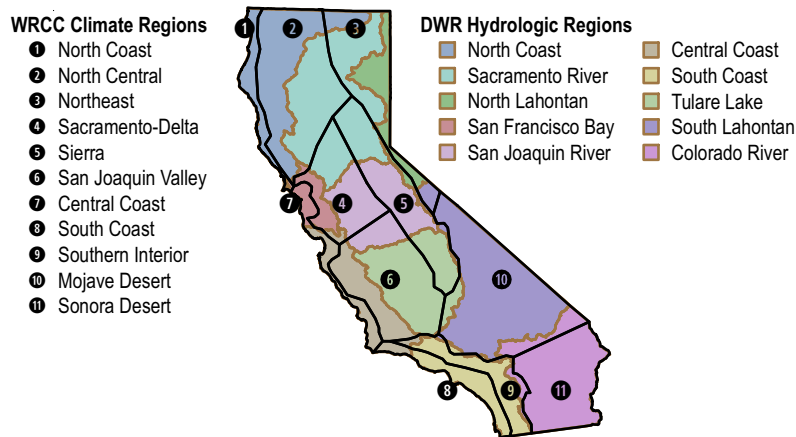 WRCC Climate Regions
1 North Coast
2 North Central
3 Northeast
4 Sacramento-Delta
5 Sierra
6 San Joaquin Valley
7 Central Coast
8 South Coast
9 Southern Interior
10 Mojave Desert
11 Sonora Desert
DWR Hydrologic Regions
North Coast
Sacramento River
North Lahontan
San Francisco Bay
San Joaquin River
Central Coast
South Coast
Tulare Lake
South Lahontan
Colorado River
1
2
3
4
5
6
7
8
9
10
11